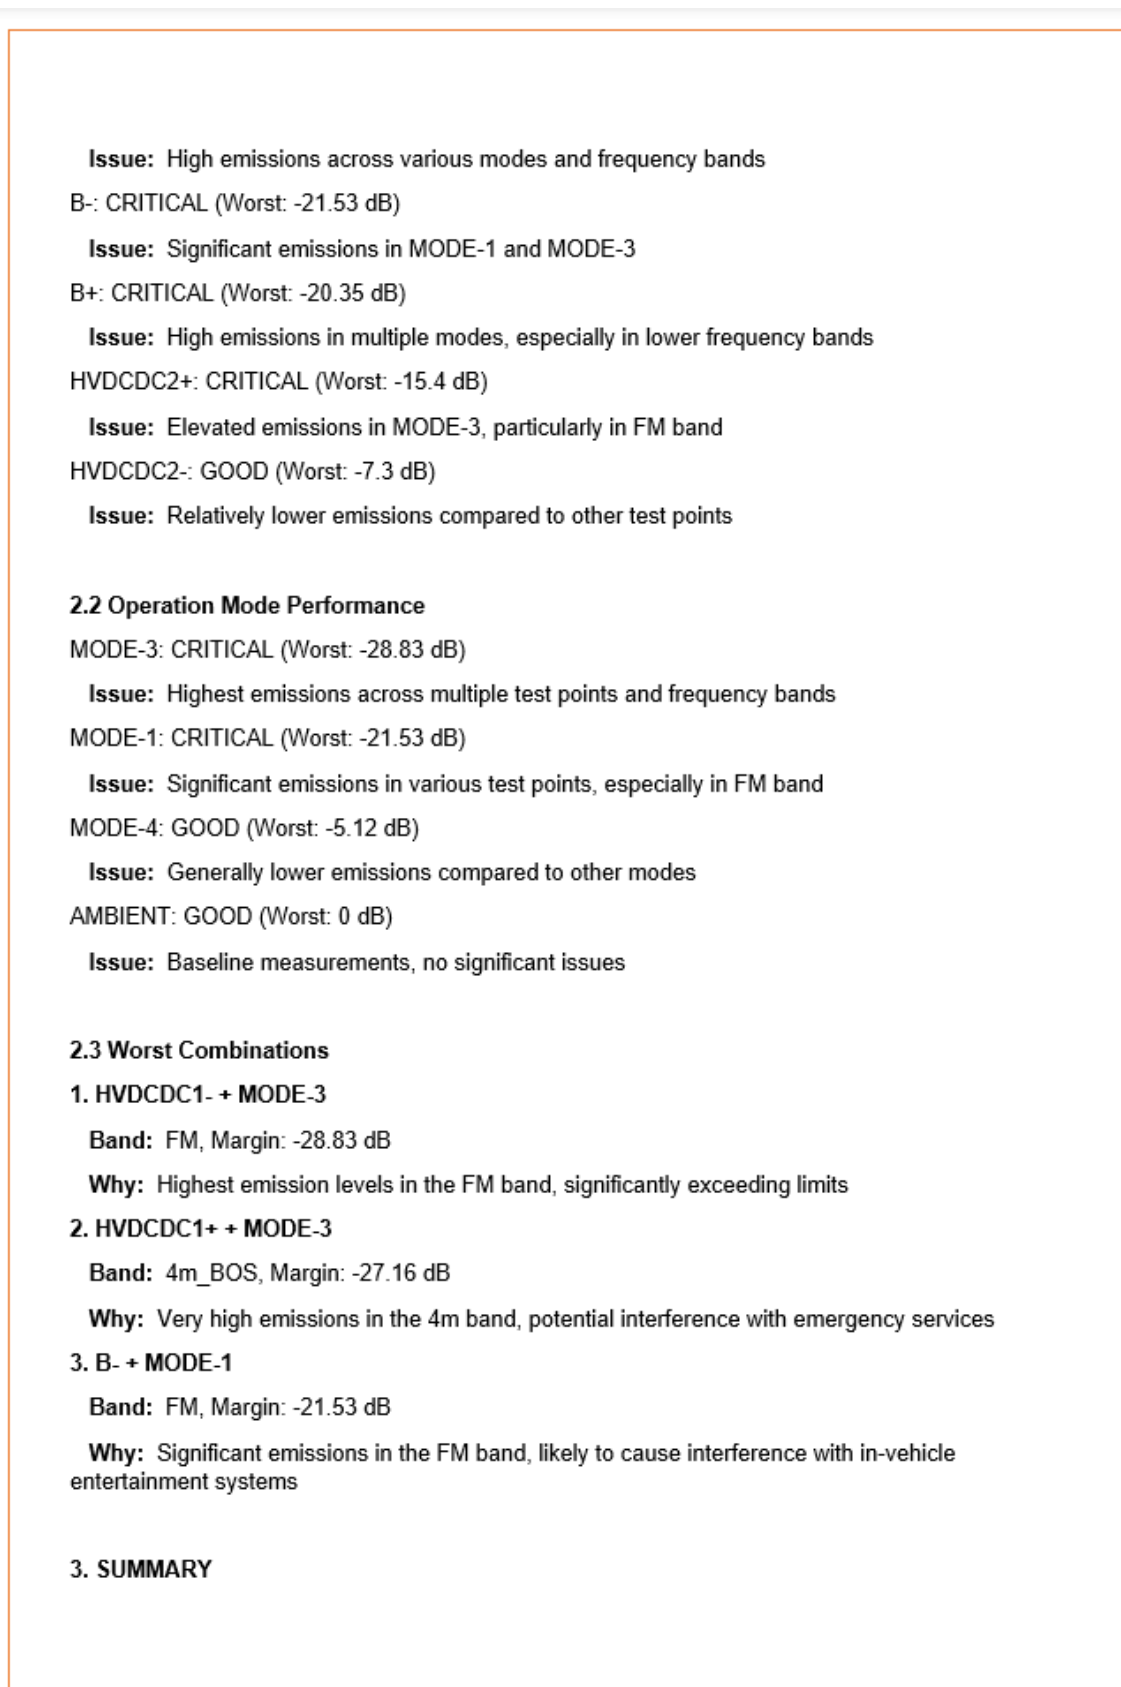 Issue: High emissions across various modes and frequency bands
B-: CRITICAL (Worst: -21.53 dB)
Issue: Significant emissions in MODE-1 and MODE-3
B+: CRITICAL (Worst: -20.35 dB)
Issue: High emissions in multiple modes, especially in lower frequency bands
HVDCDC2+: CRITICAL (Worst: -15.4 dB)
Issue: Elevated emissions in MODE-3, particularly in FM band
HVDCDC2-: GOOD (Worst: -7.3 dB)
Issue: Relatively lower emissions compared to other test points
2.2 Operation Mode Performance
MODE-3: CRITICAL (Worst: -28.83 dB)
Issue: Highest emissions across multiple test points and frequency bands
MODE-1: CRITICAL (Worst: -21.53 dB)
Issue: Significant emissions in various test points, especially in FM band
MODE-4: GOOD (Worst: -5.12 dB)
Issue: Generally lower emissions compared to other modes
AMBIENT: GOOD (Worst: 0 dB)
Issue: Baseline measurements, no significant issues
2.3 Worst Combinations
1. HVDCDC1- + MODE-3
Band: FM, Margin: -28.83 dB
Why: Highest emission levels in the FM band, significantly exceeding limits
2. HVDCDC1+ + MODE-3
Band: 4m_BOS, Margin: -27.16 dB
Why: Very high emissions in the 4m band, potential interference with emergency services
3. B- + MODE-1
Band: FM, Margin: -21.53 dB
Why: Significant emissions in the FM band, likely to cause interference with in-vehicle
entertainment systems
3. SUMMARY